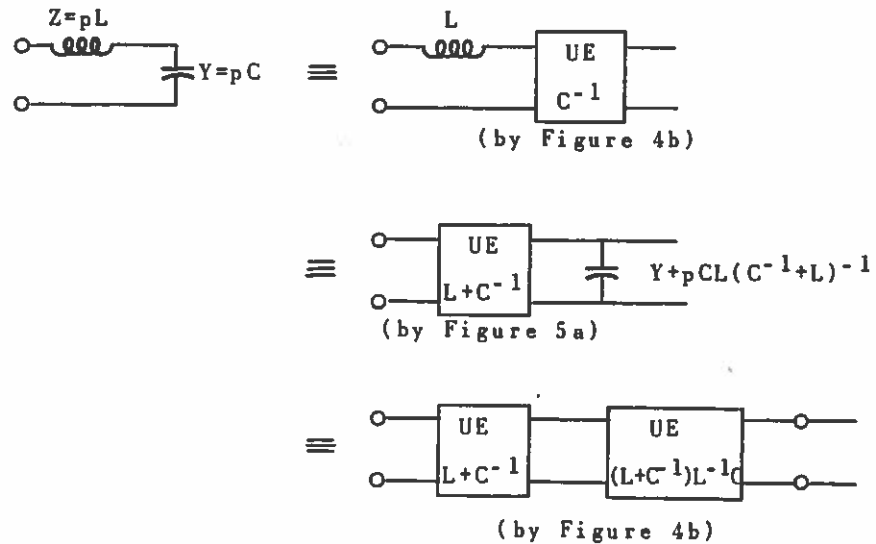 Z=pL
Y=pC
≡
L
UE
C⁻¹
(by Figure 4b)
≡
UE
L+C⁻¹
Y+pCL(C⁻¹+L)⁻¹
(by Figure 5a)
≡
UE
L+C⁻¹
UE
(L+C⁻¹)L⁻¹C
(by Figure 4b)